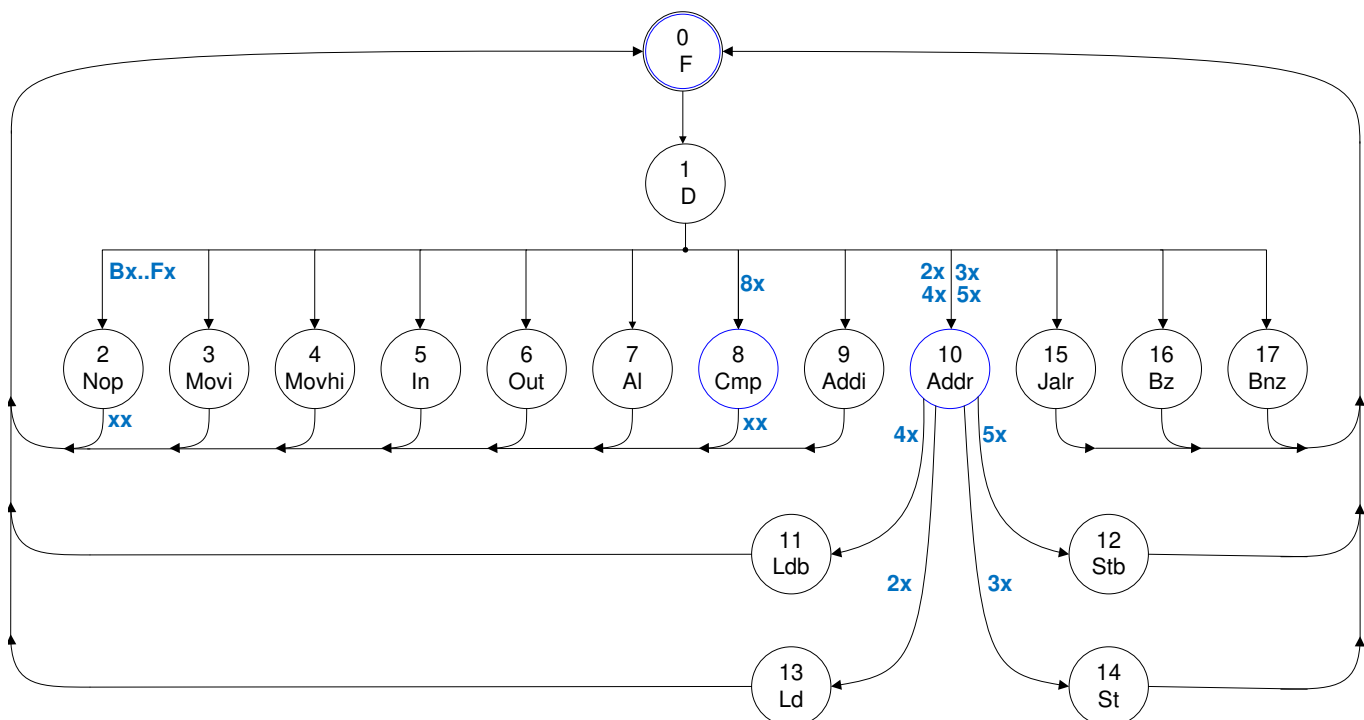 0
F
1
D
Bx..Fx
8x
2x 3x
4x 5x
2
Nop
3
Movi
4
Movhi
5
In
6
Out
7
Al
8
Cmp
9
Addi
10
Addr
15
Jalr
16
Bz
17
Bnz
xx
xx
4x
5x
11
Ldb
12
Stb
2x
3x
13
Ld
14
St